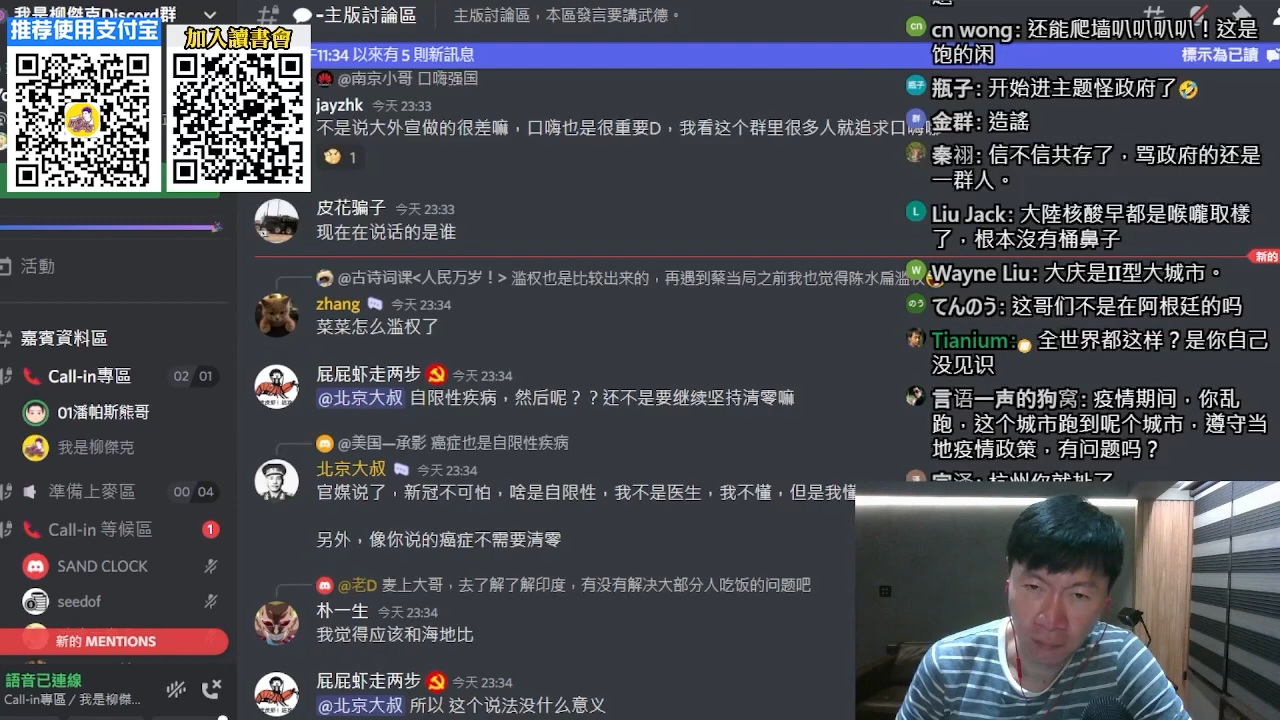 我是柳傑克Discord群
推荐使用支付宝
加入讀書會
活動
嘉賓資料區
Call-in專區 02 01
01潘帕斯熊哥
我是柳傑克
準備上麥區 00 04
Call-in 等候區 1
SAND CLOCK
seedof
新的 MENTIONS
語音已連線
Call-in專區 / 我是柳傑...
-主版討論區 主版討論區，本區發言要講武德。
11:34 以來有 5 則新訊息 標示為已讀
@南京小哥 口嗨强国
jayzhk 今天 23:33
不是说大外宣做的很差嘛，口嗨也是很重要D，我看这个群里很多人就追求口嗨
1
皮花骗子 今天 23:33
现在在说话的是谁
新的
@古诗词课<人民万岁！> 滥权也是比较出来的，再遇到蔡当局之前我也觉得陈水扁滥权
zhang 今天 23:34
菜菜怎么滥权了
屁屁虾走两步 今天 23:34
@北京大叔 自限性疾病，然后呢？？还不是要继续坚持清零嘛
@美国—承影 癌症也是自限性疾病
北京大叔 今天 23:34
官媒说了，新冠不可怕，啥是自限性，我不是医生，我不懂，但是我懂
另外，像你说的癌症不需要清零
@老D 麦上大哥，去了解了解印度，有没有解决大部分人吃饭的问题吧
朴一生 今天 23:34
我觉得应该和海地比
屁屁虾走两步 今天 23:34
@北京大叔 所以 这个说法没什么意义
cn wong: 还能爬墙叭叭叭叭！这是
饱的闲
瓶子: 开始进主题怪政府了🤣
金群: 造謠
秦祤: 信不信共存了，骂政府的还是
一群人。
Liu Jack: 大陸核酸早都是喉嚨取樣
了，根本沒有桶鼻子
Wayne Liu: 大庆是II型大城市。
てんのう: 这哥们不是在阿根廷的吗
Tianium: 全世界都这样？是你自己
没见识
言语一声的狗窝: 疫情期间，你乱
跑，这个城市跑到呢个城市，遵守当
地疫情政策，有问题吗？